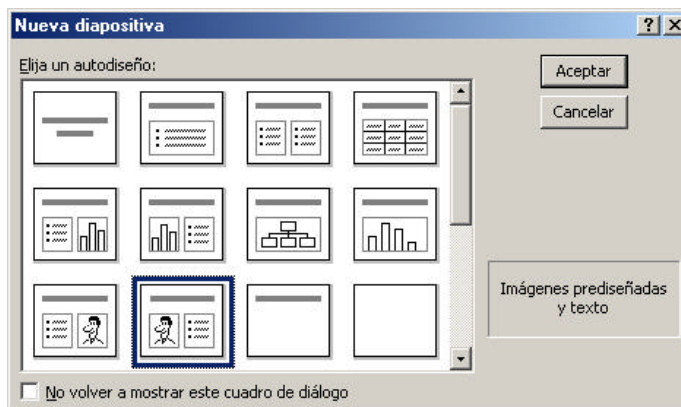 Nueva diapositiva
Elija un autodiseño:
Aceptar
Cancelar
Imágenes prediseñadas
y texto
No volver a mostrar este cuadro de diálogo